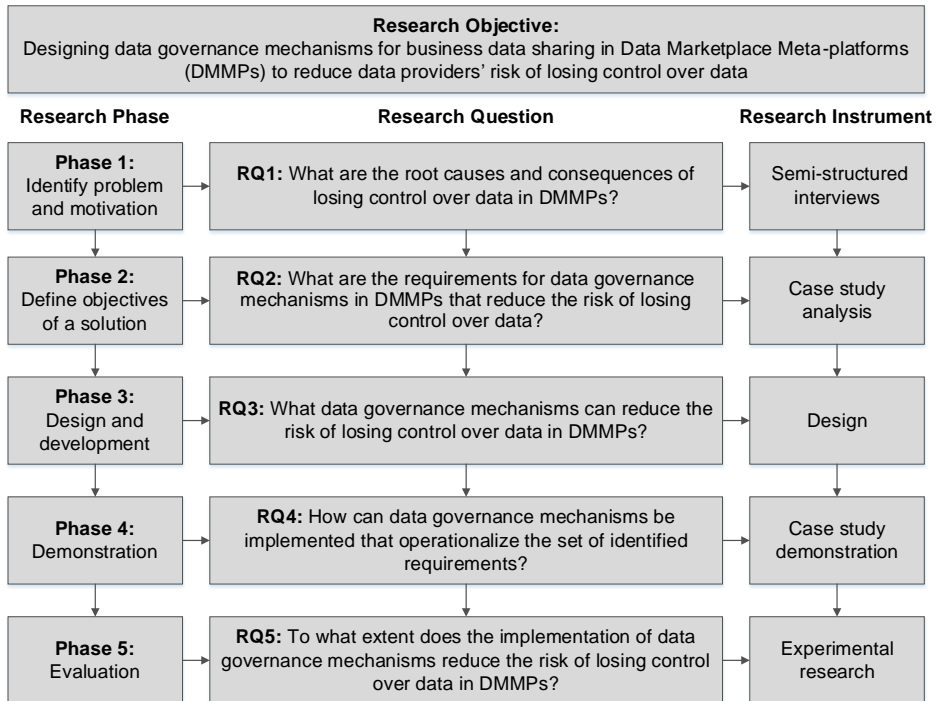 Research Objective:
Designing data governance mechanisms for business data sharing in Data Marketplace Meta-platforms
(DMMPs) to reduce data providers’ risk of losing control over data
Research Phase
Research Question
Research Instrument
Phase 1:
Identify problem
and motivation
RQ1: What are the root causes and consequences of
losing control over data in DMMPs?
Semi-structured
interviews
Phase 2:
Define objectives
of a solution
RQ2: What are the requirements for data governance
mechanisms in DMMPs that reduce the risk of losing
control over data?
Case study
analysis
Phase 3:
Design and
development
RQ3: What data governance mechanisms can reduce the
risk of losing control over data in DMMPs?
Design
Phase 4:
Demonstration
RQ4: How can data governance mechanisms be
implemented that operationalize the set of identified
requirements?
Case study
demonstration
Phase 5:
Evaluation
RQ5: To what extent does the implementation of data
governance mechanisms reduce the risk of losing control
over data in DMMPs?
Experimental
research